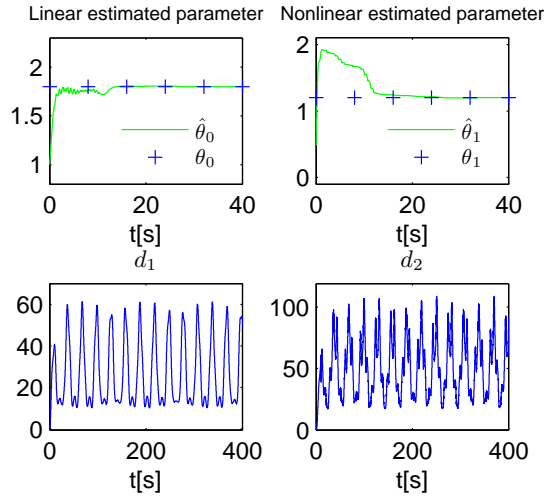 Linear estimated parameter
2
1.5
1
θ̂₀
θ₀
0 20 40
t[s]
Nonlinear estimated parameter
2
1
0
θ̂₁
θ₁
0 20 40
t[s]
d₁
60
40
20
0
0 200 400
t[s]
d₂
100
50
0
0 200 400
t[s]